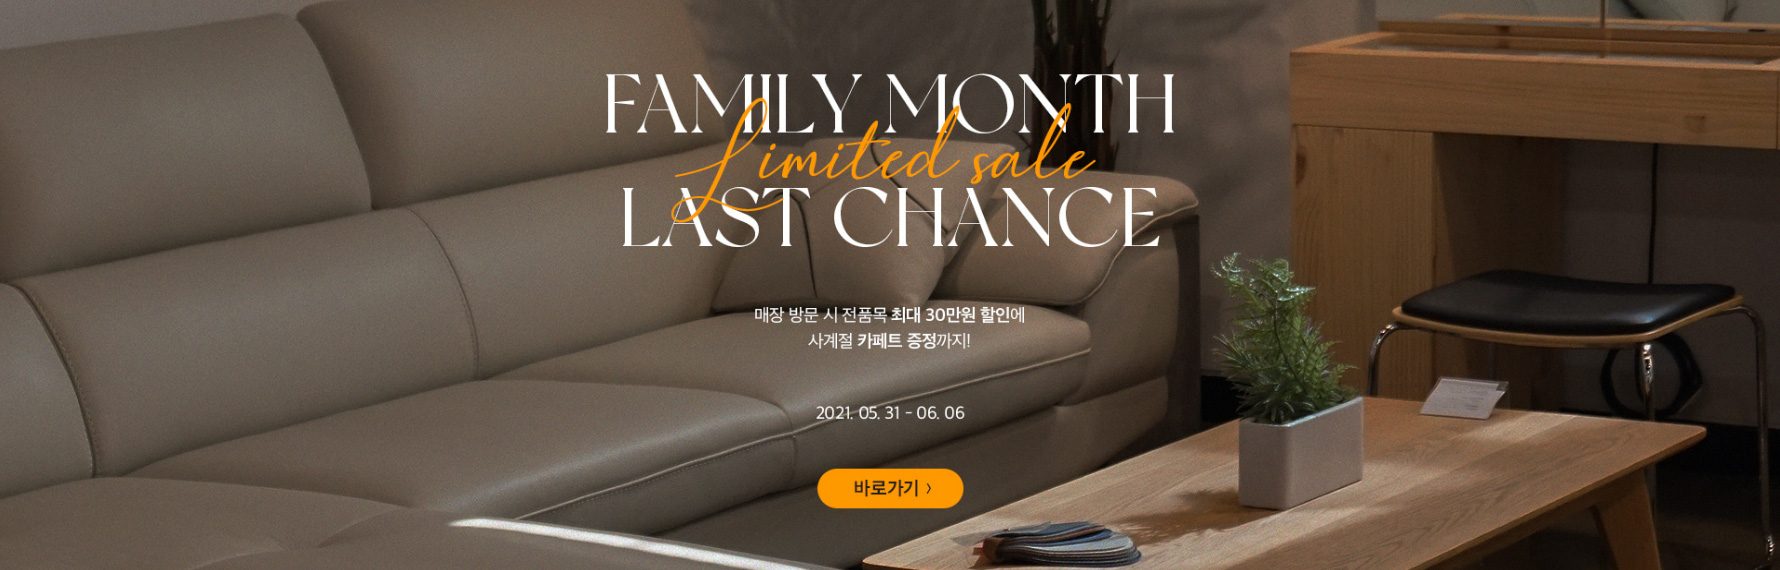 FAMILY MONTH
Limited sale
LAST CHANCE
매장 방문 시 전품목 최대 30만원 할인에
사계절 카페트 증정까지!
2021. 05. 31 - 06. 06
바로가기 >